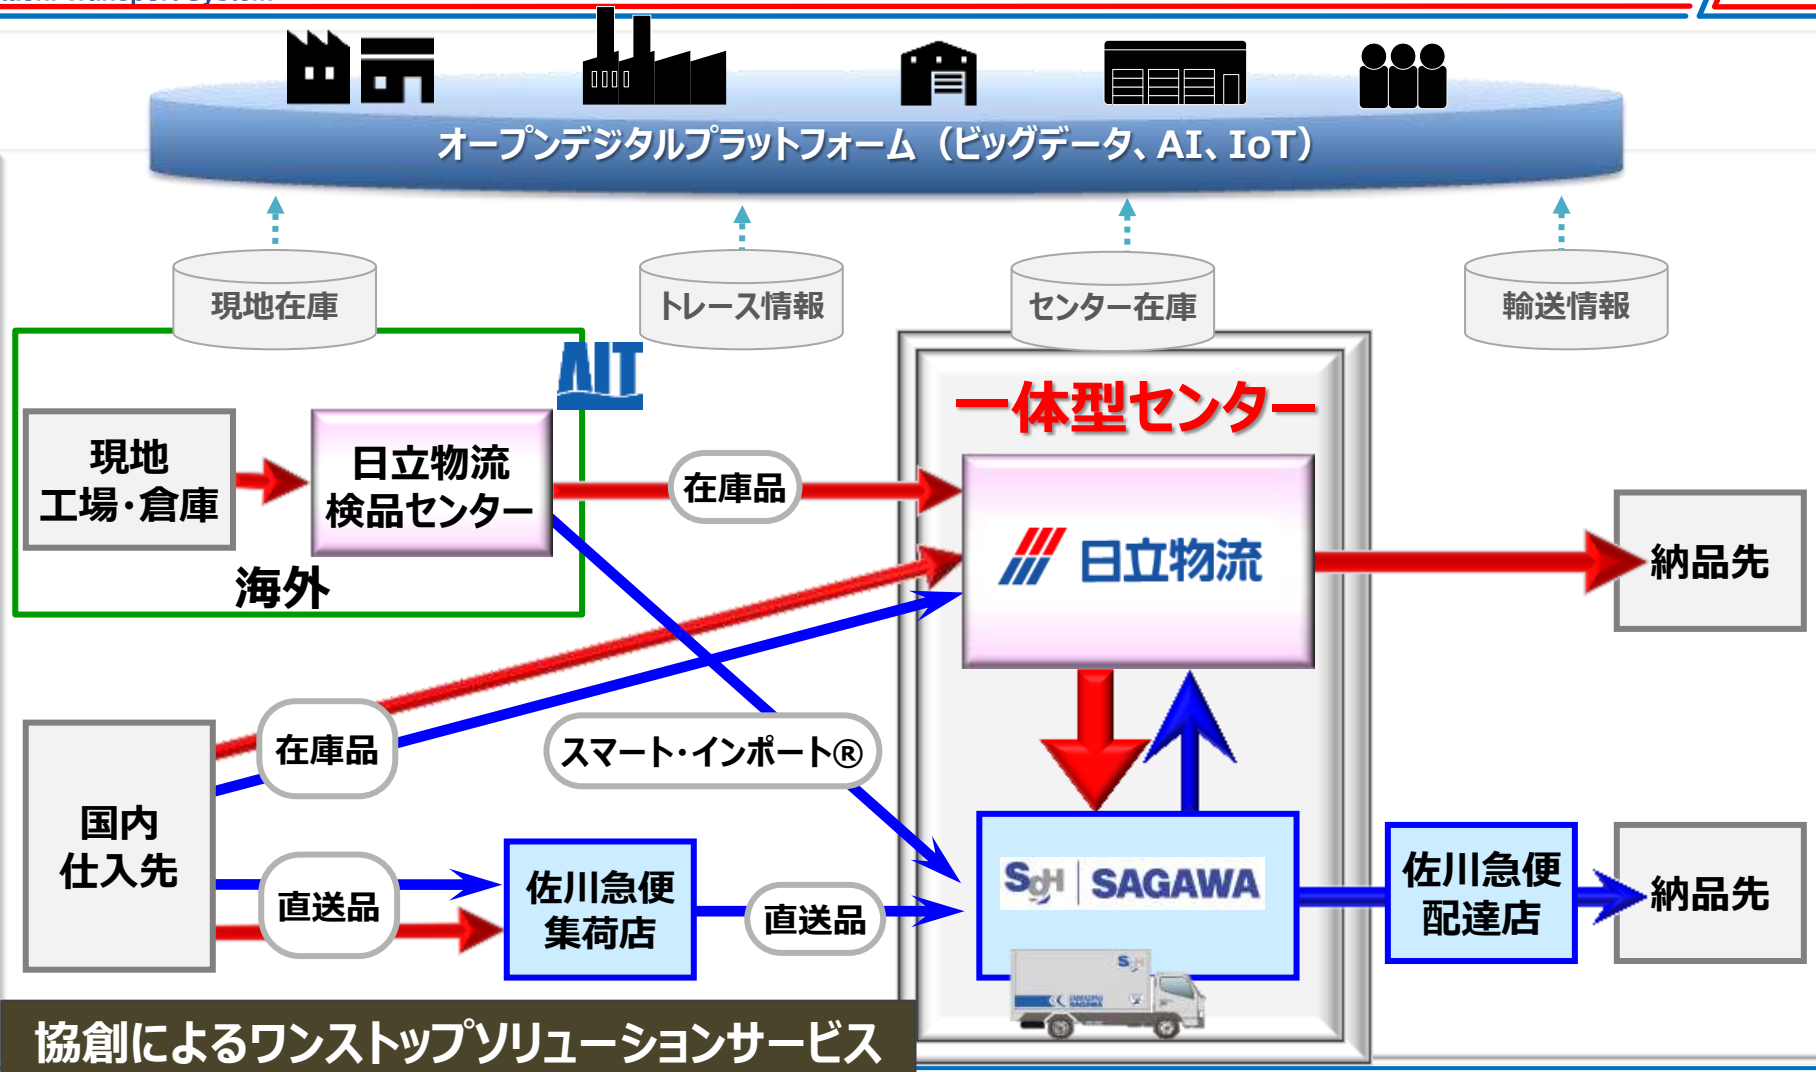 オープンデジタルプラットフォーム（ビッグデータ、AI、IoT）
現地在庫
トレース情報
センター在庫
輸送情報
AIT
一体型センター
現地
工場・倉庫
日立物流
検品センター
海外
在庫品
日立物流
納品先
在庫品
スマート・インポート®
国内
仕入先
直送品
佐川急便
集荷店
直送品
SGH SAGAWA
佐川急便
配達店
納品先
協創によるワンストップソリューションサービス